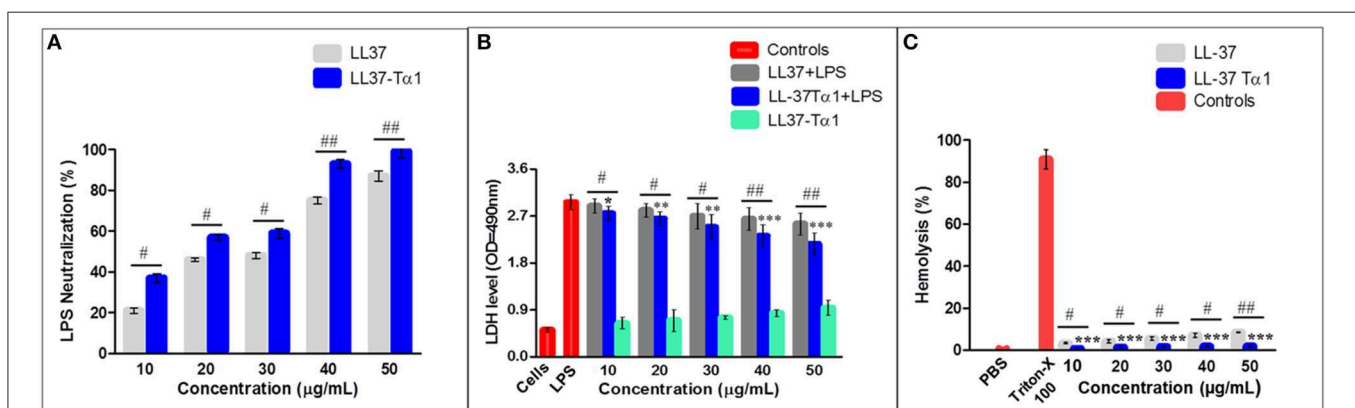 A
LL37
LL37-Tα1
LPS Neutralization (%)
100
80
60
40
20
0
# # # ## ##
10 20 30 40 50
Concentration (µg/mL)
B
Controls
LL37+LPS
LL-37Tα1+LPS
LL37-Tα1
LDH level (OD=490nm)
3.6
2.7
1.8
0.9
0.0
# # # ## ##
* ** ** *** ***
Cells LPS 10 20 30 40 50
Concentration (µg/mL)
C
LL-37
LL-37 Tα1
Controls
Hemolysis (%)
100
80
60
40
20
0
# # # # ##
*** *** *** *** ***
PBS Triton-X 100 10 20 30 40 50
Concentration (µg/mL)